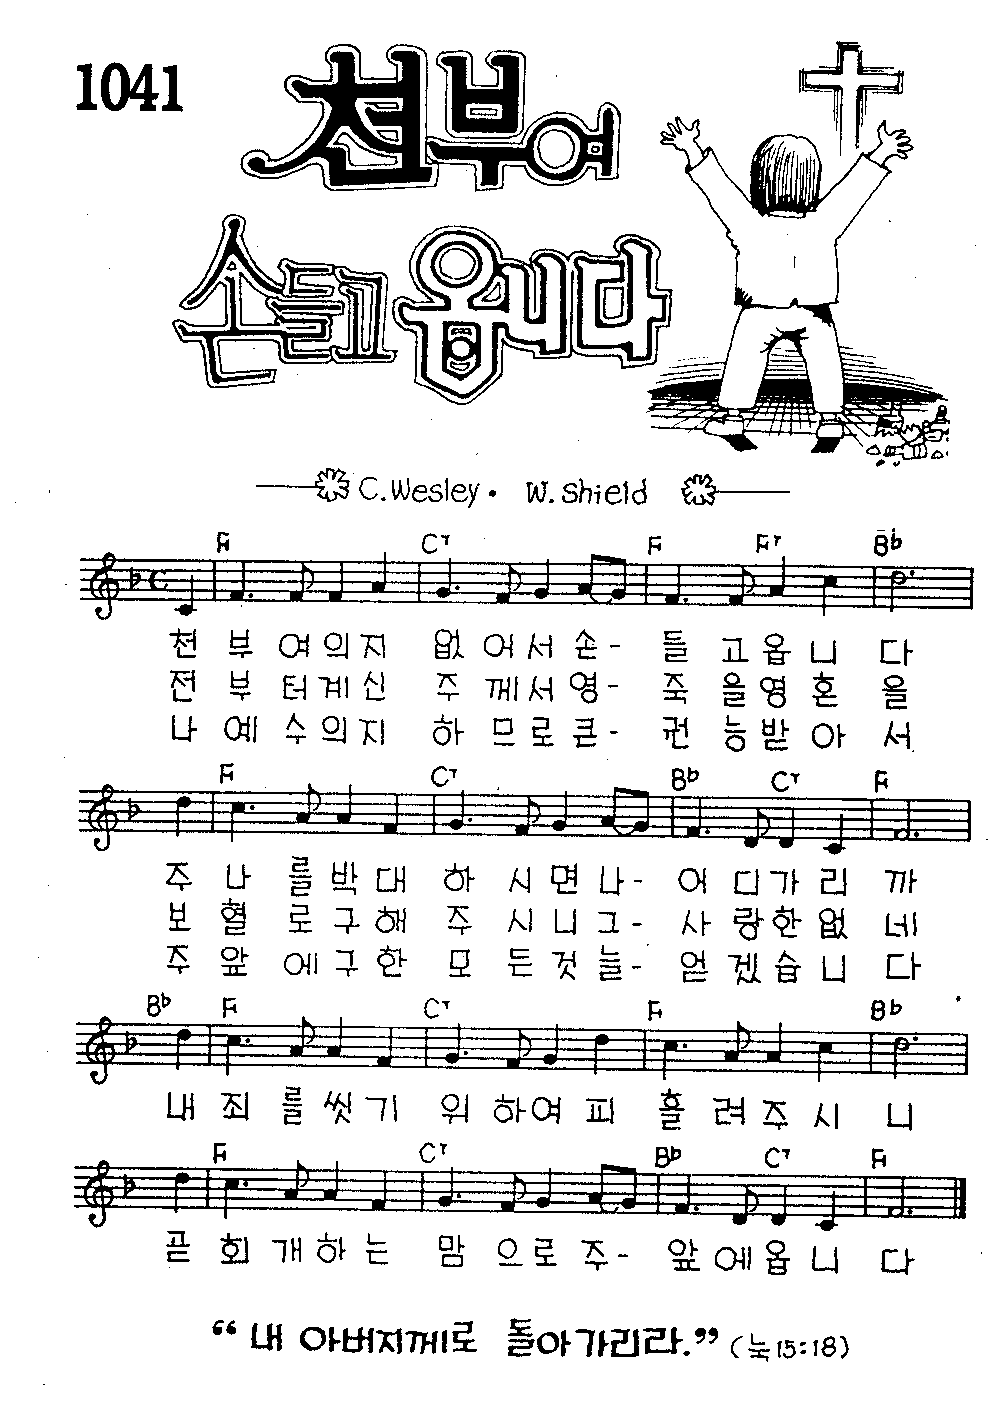 1041
천부여
손들고 옵니다
C.Wesley · W. Shield
F C7 F F7 B♭
천 부 여 의 지 없 어 서 손 - 들 고 옵 니 다
전 부 터 계 신 주 께 서 영 - 죽 을 영 혼 을
나 예 수 의 지 하 므 로 큰 - 권 능 받 아 서
F C7 B♭ C7 F
주 나 를 박 대 하 시 면 나 - 어 디 가 리 까
보 혈 로 구 해 주 시 니 그 - 사 랑 한 없 네
주 앞 에 구 한 모 든 것 늘 - 얻 겠 습 니 다
B♭ F C7 F B♭
내 죄 를 씻 기 위 하 여 피 흘 려 주 시 니
F C7 B♭ C7 F
곧 회 개 하 는 맘 으 로 주 - 앞 에 옵 니 다
“ 내 아버지께로 돌아가리라.” (눅 15:18)